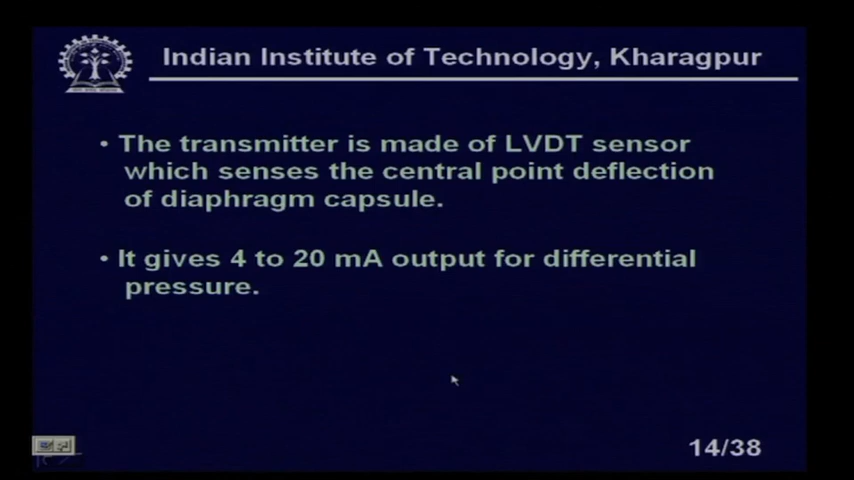 Indian Institute of Technology, Kharagpur
• The transmitter is made of LVDT sensor
which senses the central point deflection
of diaphragm capsule.
• It gives 4 to 20 mA output for differential
pressure.
14/38